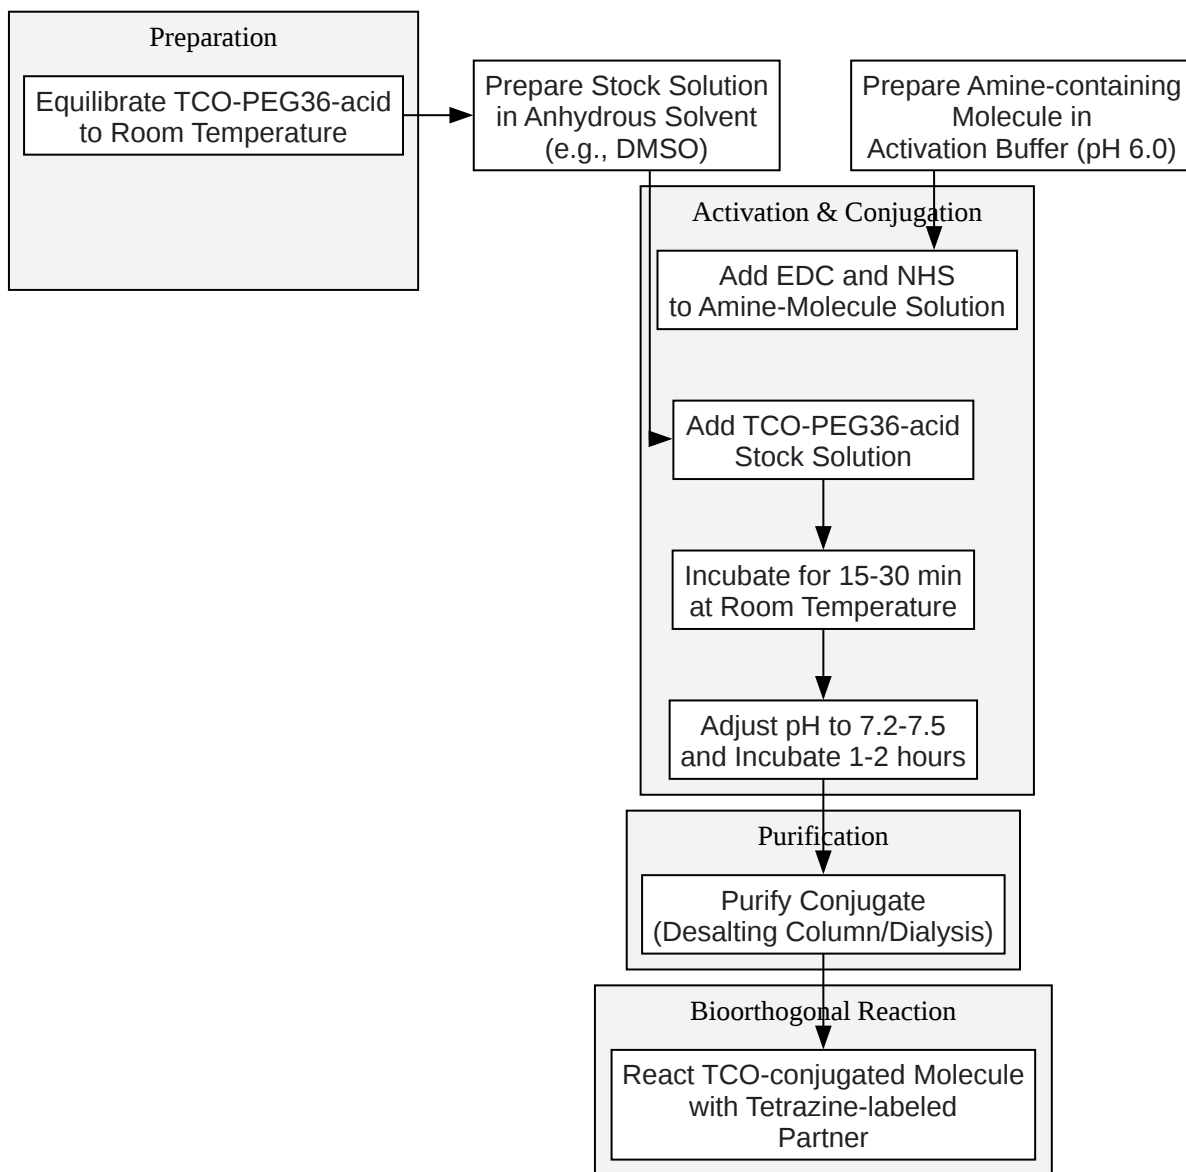 Preparation
Equilibrate TCO-PEG36-acid
to Room Temperature
Prepare Stock Solution
in Anhydrous Solvent
(e.g., DMSO)
Prepare Amine-containing
Molecule in
Activation Buffer (pH 6.0)
Activation & Conjugation
Add EDC and NHS
to Amine-Molecule Solution
Add TCO-PEG36-acid
Stock Solution
Incubate for 15-30 min
at Room Temperature
Adjust pH to 7.2-7.5
and Incubate 1-2 hours
Purification
Purify Conjugate
(Desalting Column/Dialysis)
Bioorthogonal Reaction
React TCO-conjugated Molecule
with Tetrazine-labeled
Partner